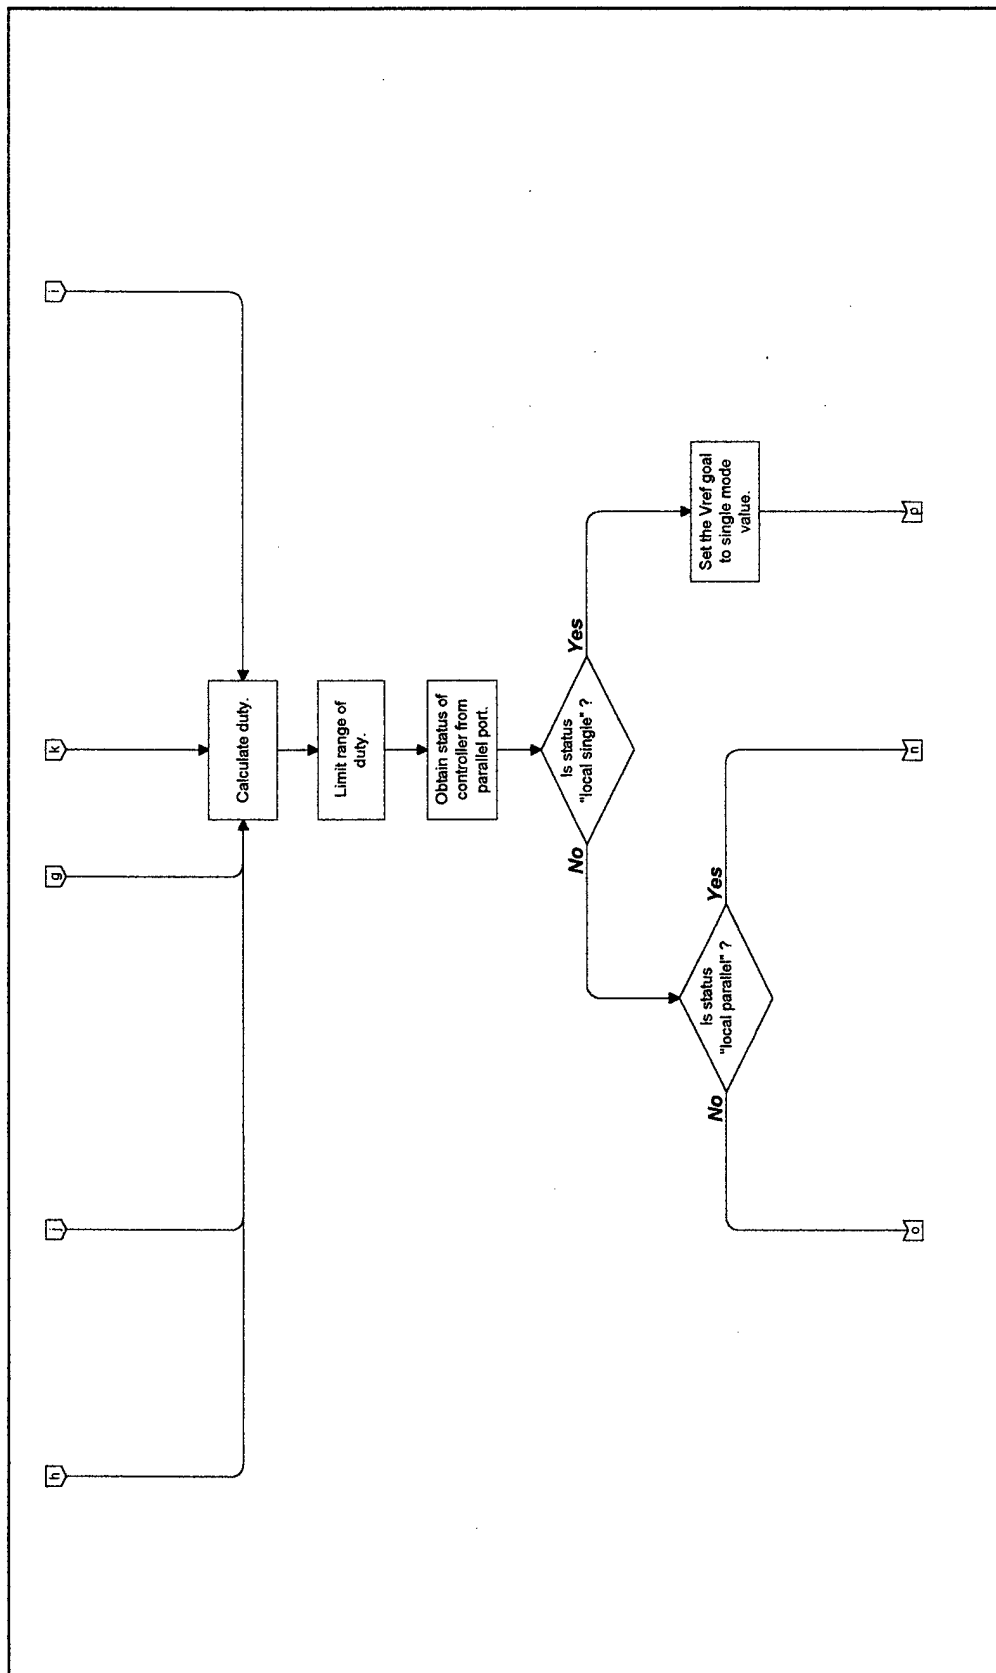 h
j
g
k
i
Calculate duty.
Limit range of
duty.
Obtain status of
controller from
parallel port.
Is status
"local single" ?
No
Yes
Is status
"local parallel" ?
No
Yes
Set the Vref goal
to single mode
value.
o
n
p